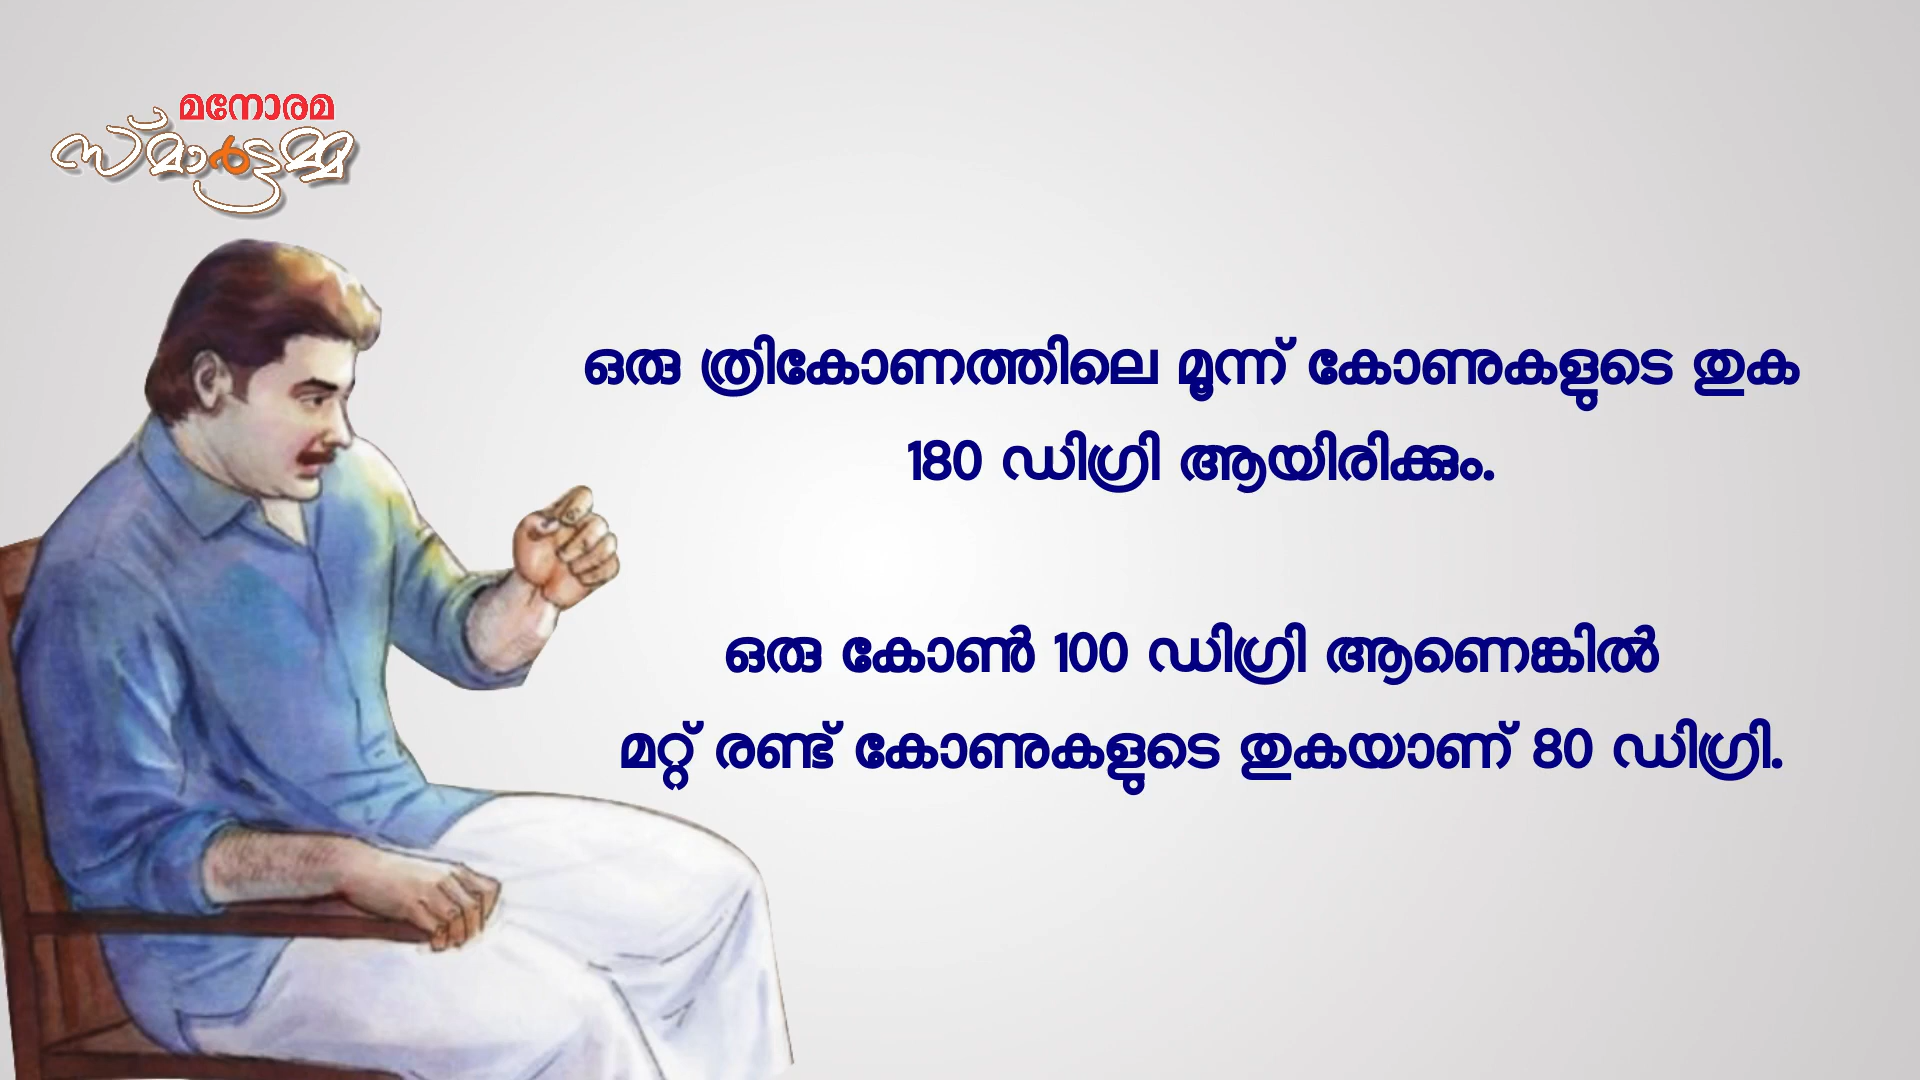 മനോരമ
സ്മാർട്ടമ്മ
ഒരു ത്രികോണത്തിലെ മൂന്ന് കോണുകളുടെ തുക
180 ഡിഗ്രി ആയിരിക്കും.
ഒരു കോൺ 100 ഡിഗ്രി ആണെങ്കിൽ
മറ്റ് രണ്ട് കോണുകളുടെ തുകയാണ് 80 ഡിഗ്രി.